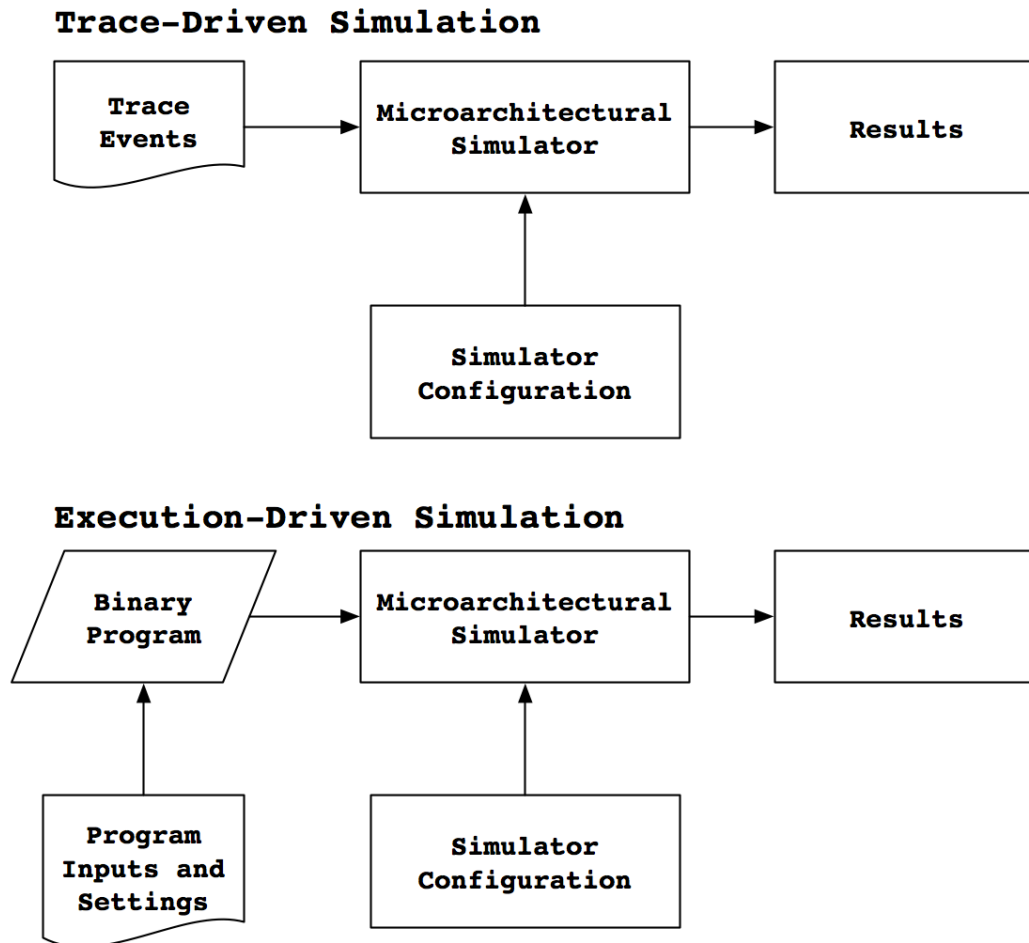 Trace-Driven Simulation
Trace
Events
Microarchitectural
Simulator
Results
Simulator
Configuration
Execution-Driven Simulation
Binary
Program
Microarchitectural
Simulator
Results
Program
Inputs and
Settings
Simulator
Configuration